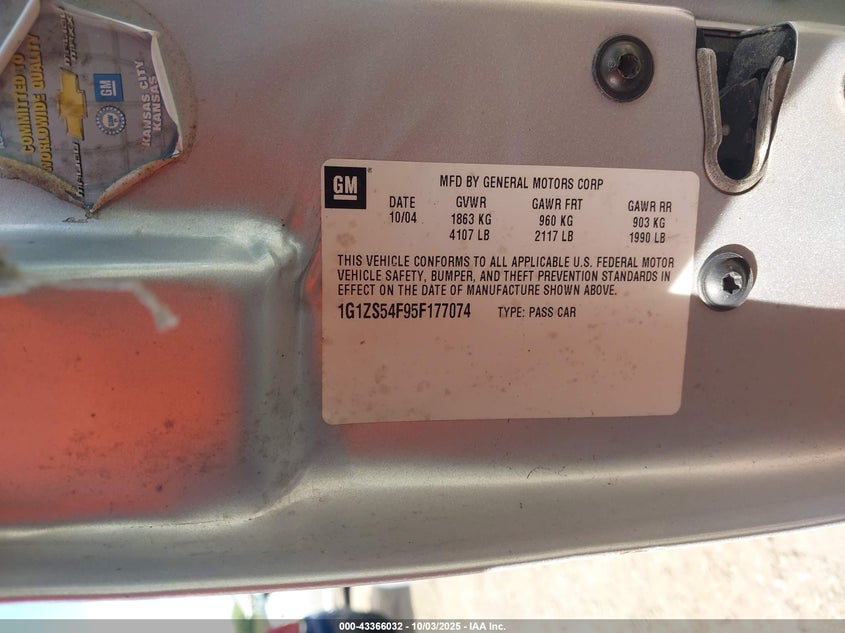 COMMITTED TO
WORLDWIDE QUALITY
GM
KANSAS CITY
KANSAS
GM
MFD BY GENERAL MOTORS CORP
DATE GVWR GAWR FRT GAWR RR
10/04 1863 KG 960 KG 903 KG
4107 LB 2117 LB 1990 LB
THIS VEHICLE CONFORMS TO ALL APPLICABLE U.S. FEDERAL MOTOR
VEHICLE SAFETY, BUMPER, AND THEFT PREVENTION STANDARDS IN
EFFECT ON THE DATE OF MANUFACTURE SHOWN ABOVE.
1G1ZS54F95F177074 TYPE: PASS CAR
000-43366032 - 10/03/2025 - IAA Inc.